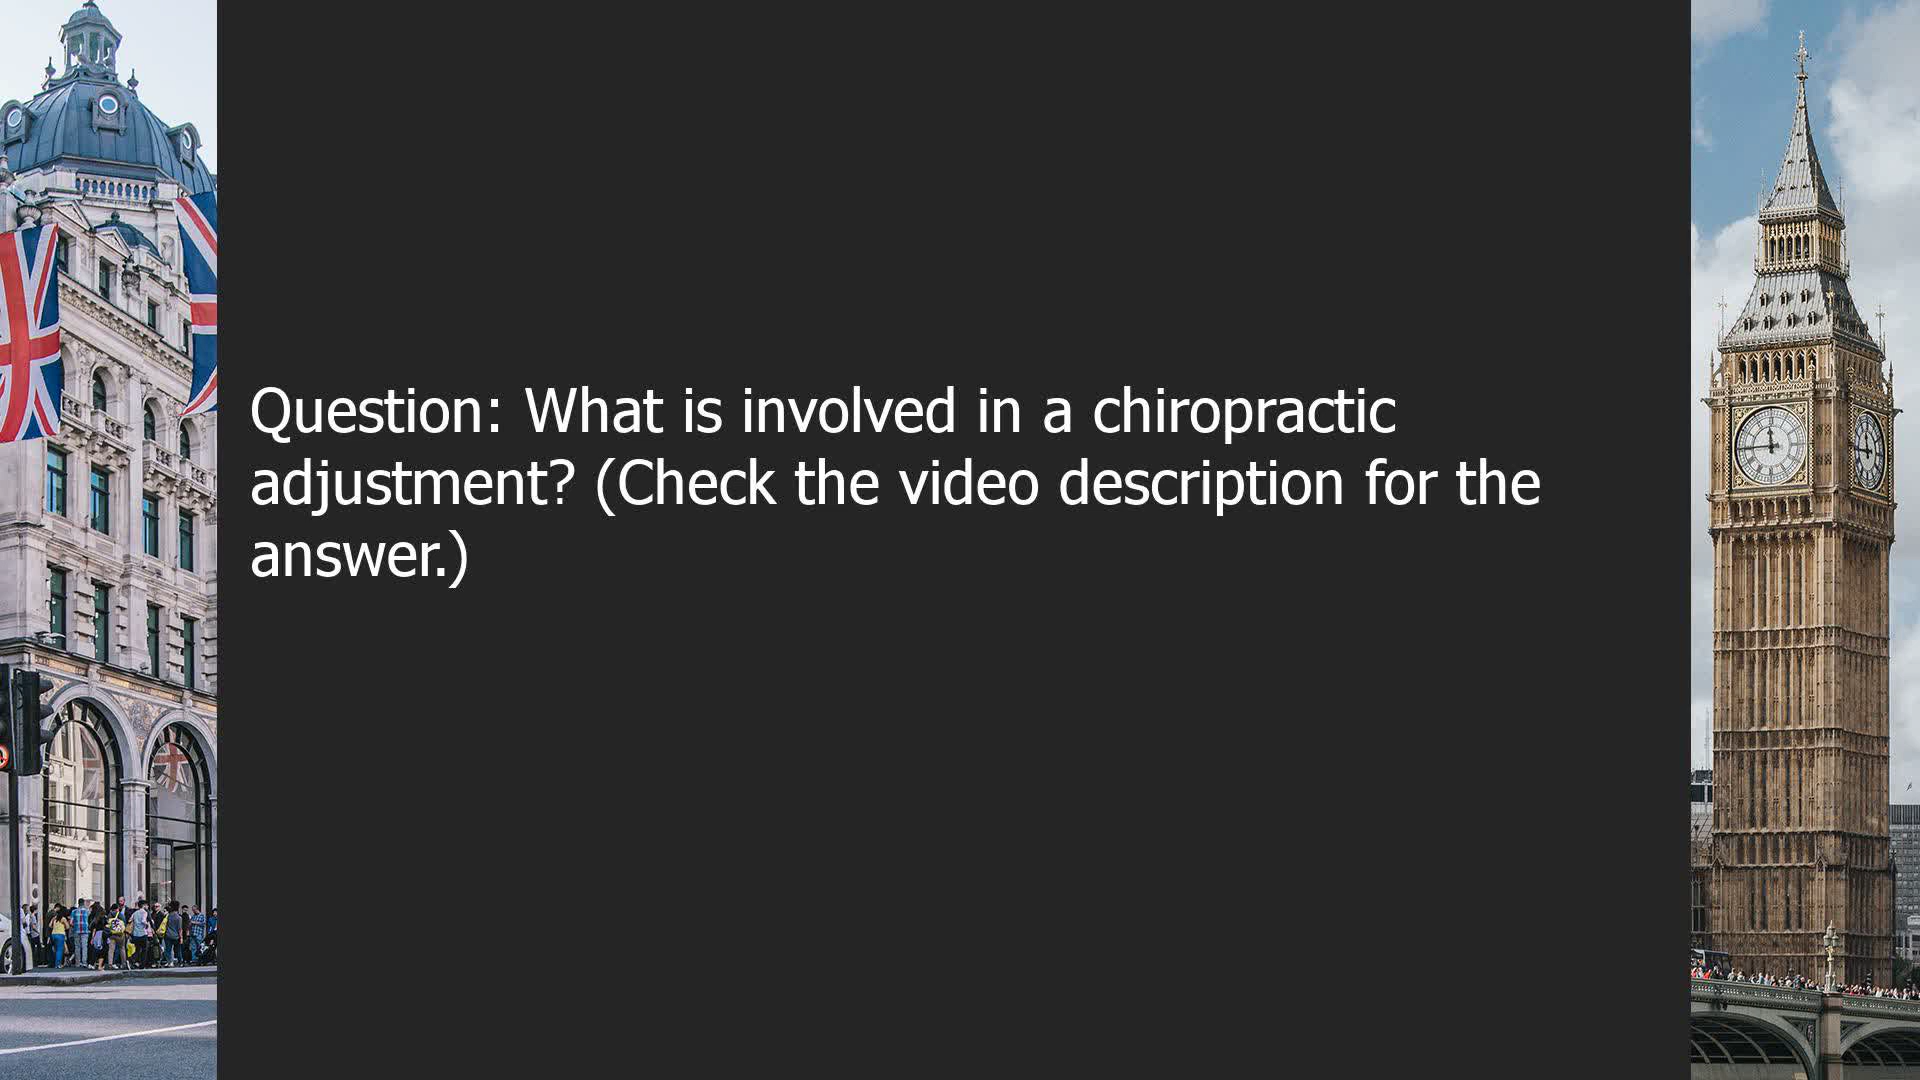 Question: What is involved in a chiropractic
adjustment? (Check the video description for the
answer.)